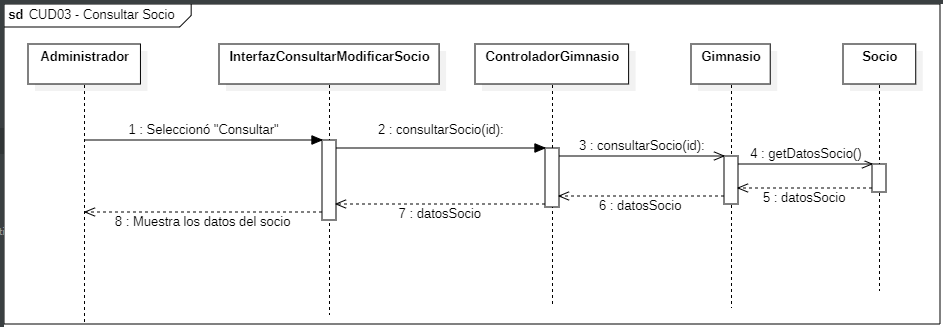 sd CUD03 - Consultar Socio
Administrador
InterfazConsultarModificarSocio
ControladorGimnasio
Gimnasio
Socio
1 : Seleccionó "Consultar"
2 : consultarSocio(id):
3 : consultarSocio(id):
4 : getDatosSocio()
5 : datosSocio
6 : datosSocio
7 : datosSocio
8 : Muestra los datos del socio